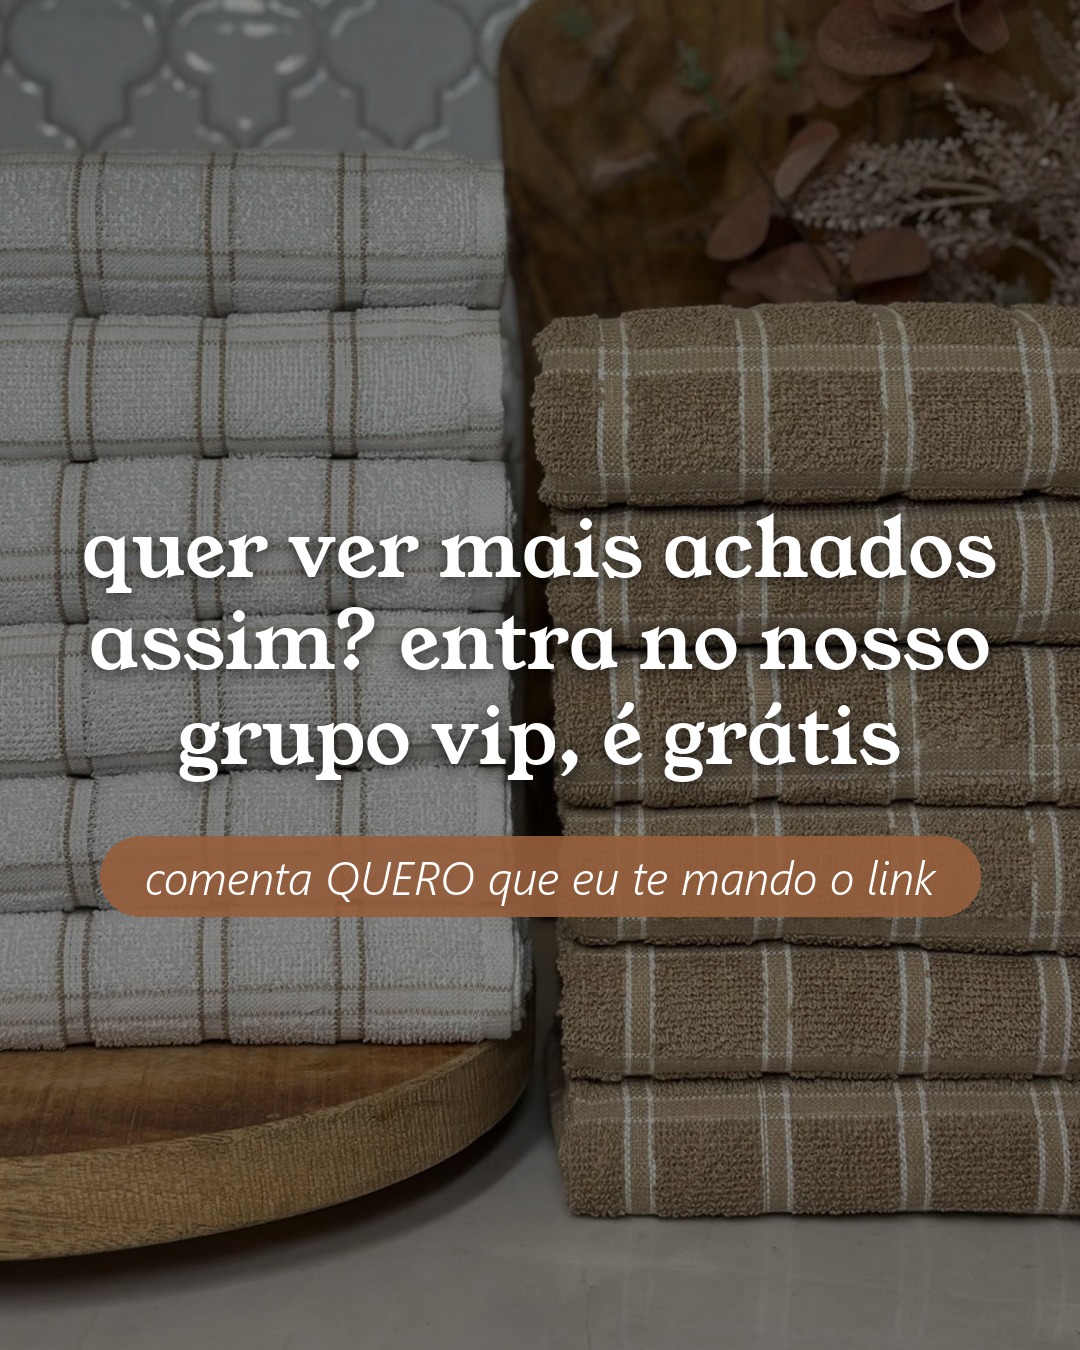 quer ver mais achados
assim? entra no nosso
grupo vip, é grátis
comenta QUERO que eu te mando o link